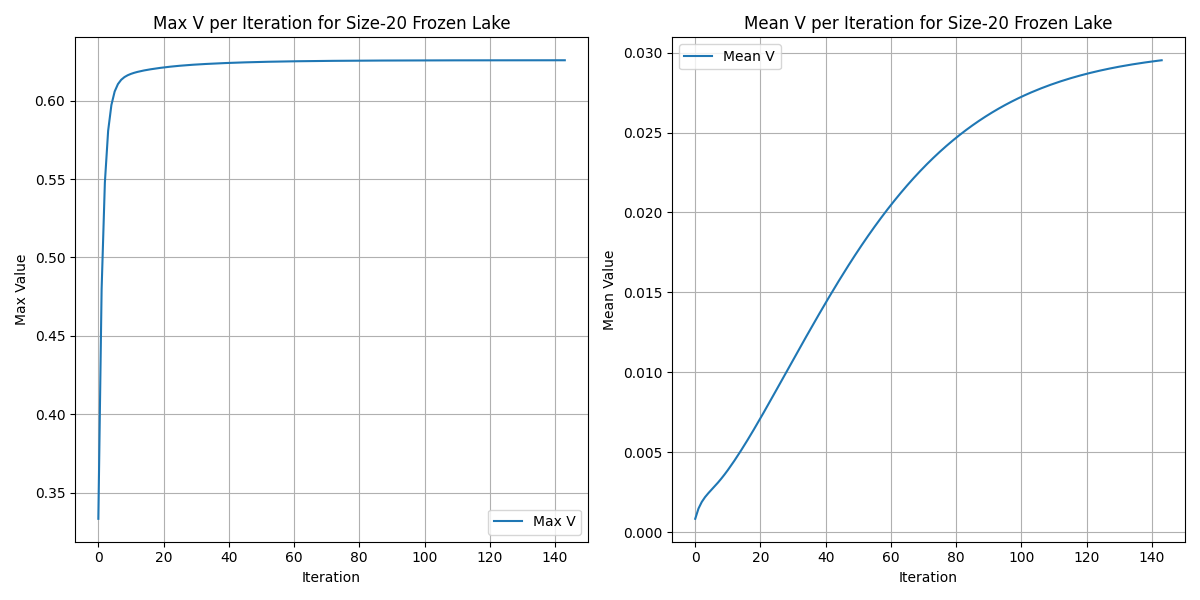 Max V per Iteration for Size-20 Frozen Lake
Max Value
0.60
0.55
0.50
0.45
0.40
0.35
Max V
0 20 40 60 80 100 120 140
Iteration
Mean V per Iteration for Size-20 Frozen Lake
Mean Value
0.030
0.025
0.020
0.015
0.010
0.005
0.000
Mean V
0 20 40 60 80 100 120 140
Iteration